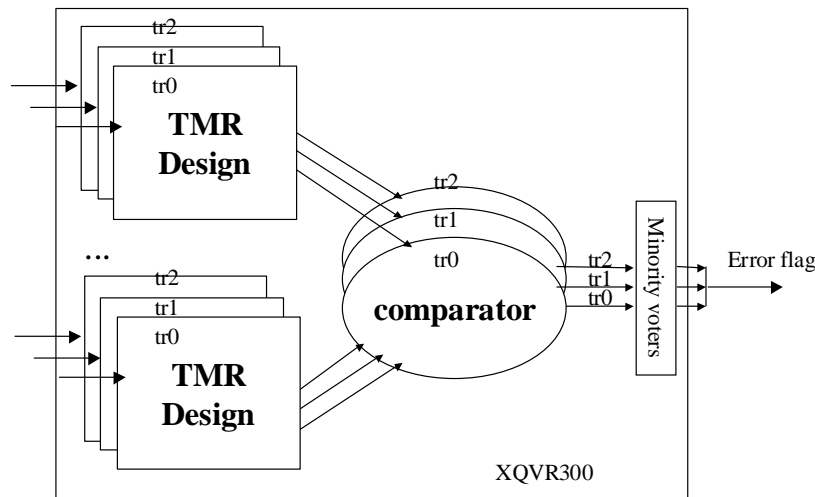 tr2
tr1
tr0
TMR
Design
...
tr2
tr1
tr0
TMR
Design
tr2
tr1
tr0
comparator
tr2
tr1
tr0
Minority voters
Error flag
XQVR300